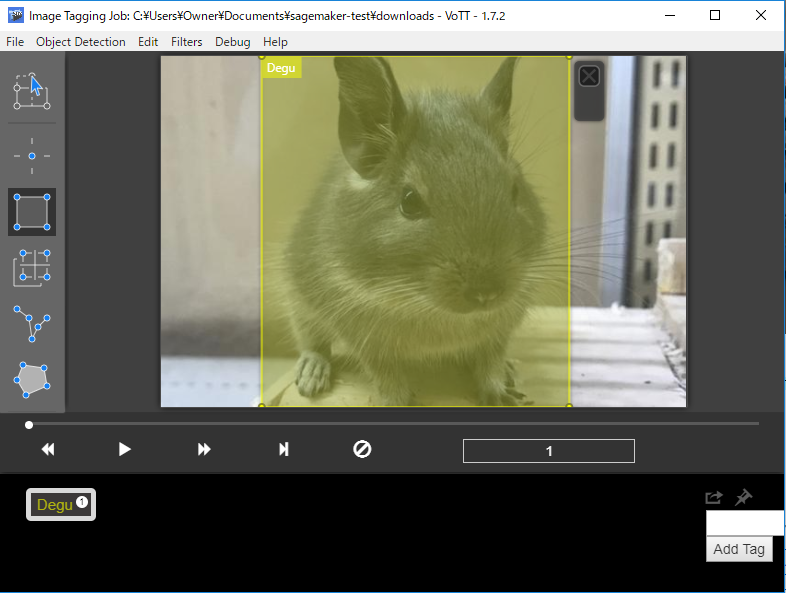 Image Tagging Job: C:¥Users¥Owner¥Documents¥sagemaker-test¥downloads - VoTT - 1.7.2
File Object Detection Edit Filters Debug Help
Degu
1
Degu 1
Add Tag